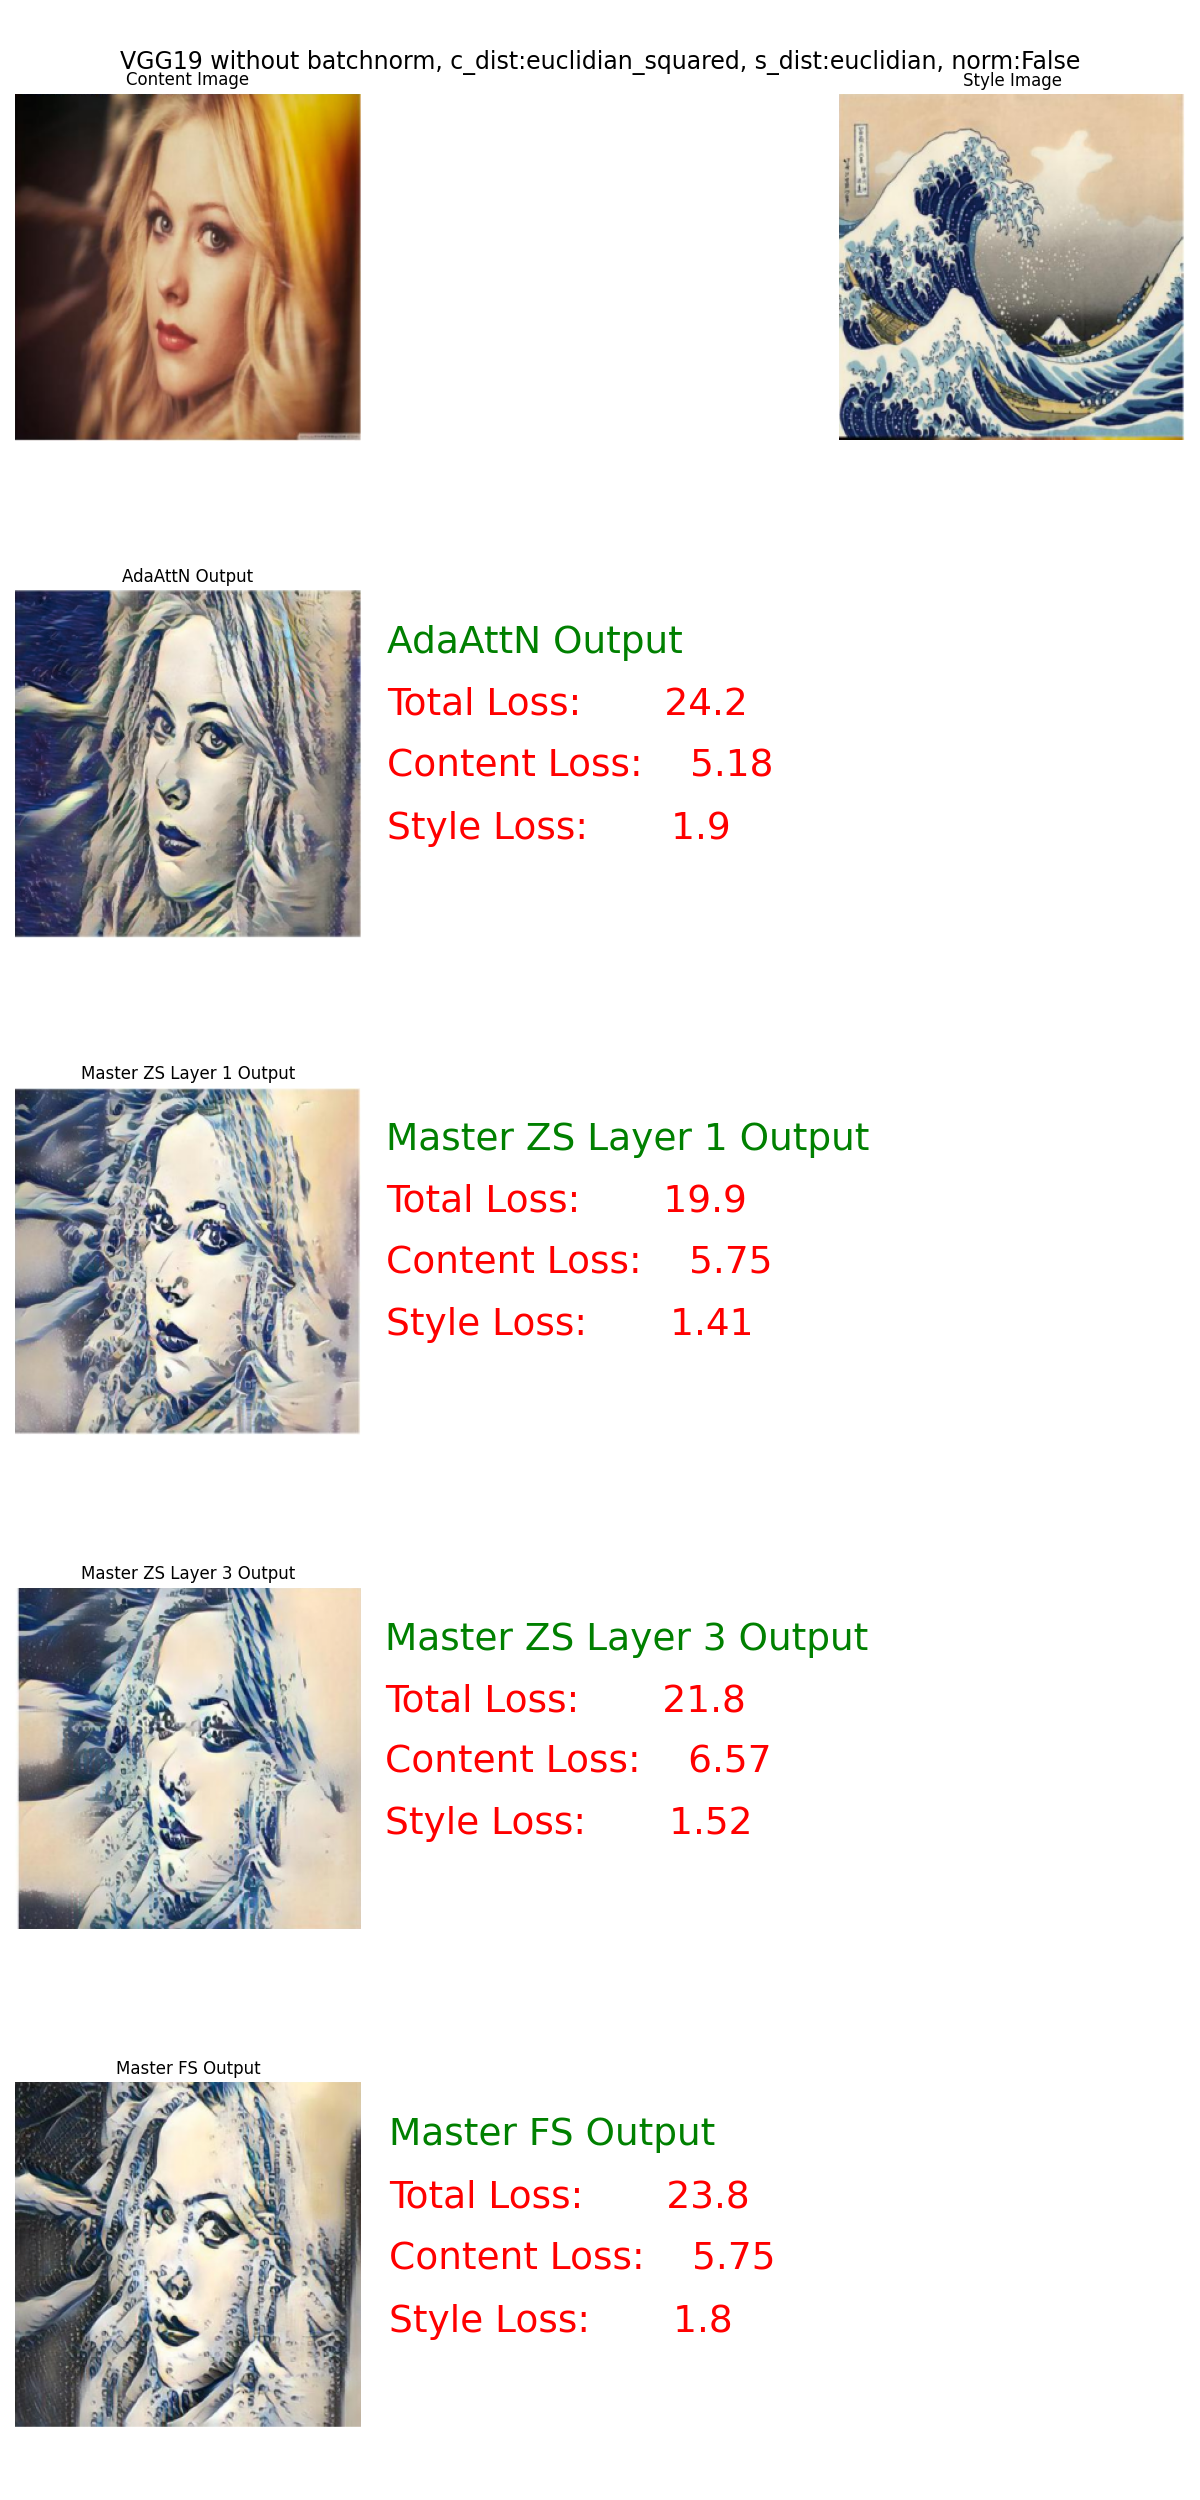 VGG19 without batchnorm, c_dist:euclidian_squared, s_dist:euclidian, norm:False
Content Image
Style Image
AdaAttN Output
AdaAttN Output
Total Loss: 24.2
Content Loss: 5.18
Style Loss: 1.9
Master ZS Layer 1 Output
Master ZS Layer 1 Output
Total Loss: 19.9
Content Loss: 5.75
Style Loss: 1.41
Master ZS Layer 3 Output
Master ZS Layer 3 Output
Total Loss: 21.8
Content Loss: 6.57
Style Loss: 1.52
Master FS Output
Master FS Output
Total Loss: 23.8
Content Loss: 5.75
Style Loss: 1.8